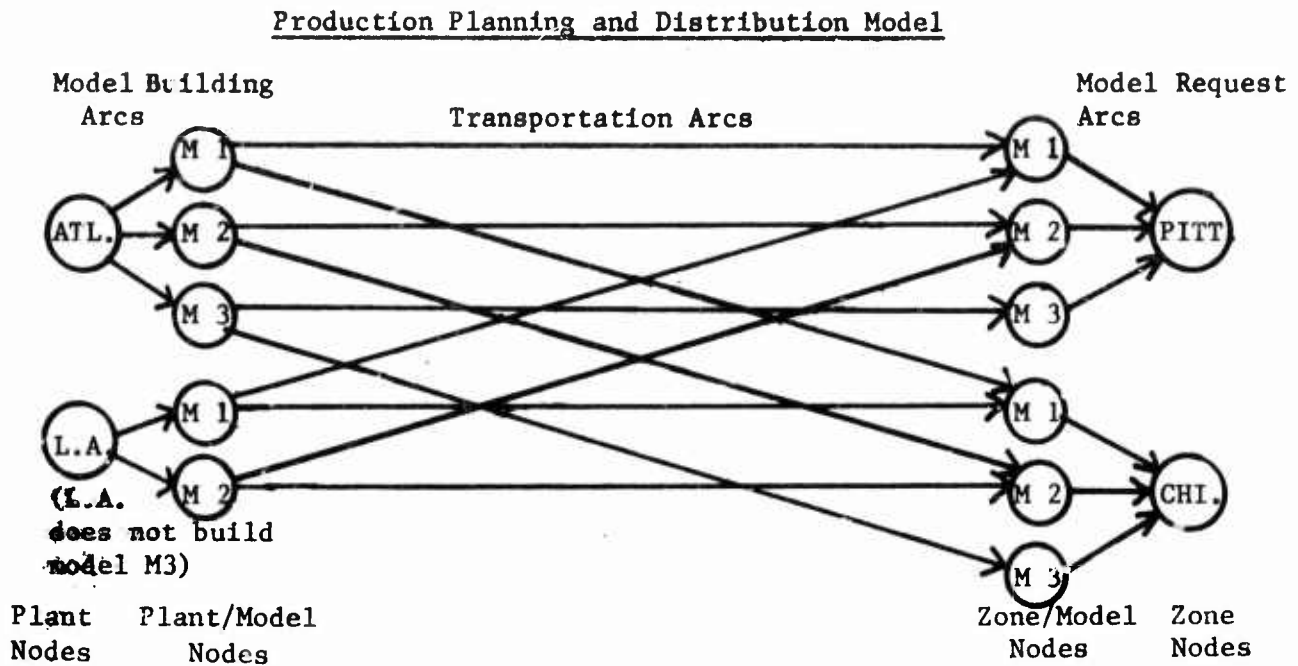 Production Planning and Distribution Model
Model Building
Arcs
Transportation Arcs
Model Request
Arcs
M 1
M 1
ATL.
M 2
M 2
PITT
M 3
M 3
M 1
M 1
L.A.
M 2
M 2
CHI.
(L.A.
does not build
model M3)
M 3
Plant
Nodes
Plant/Model
Nodes
Zone/Model
Nodes
Zone
Nodes